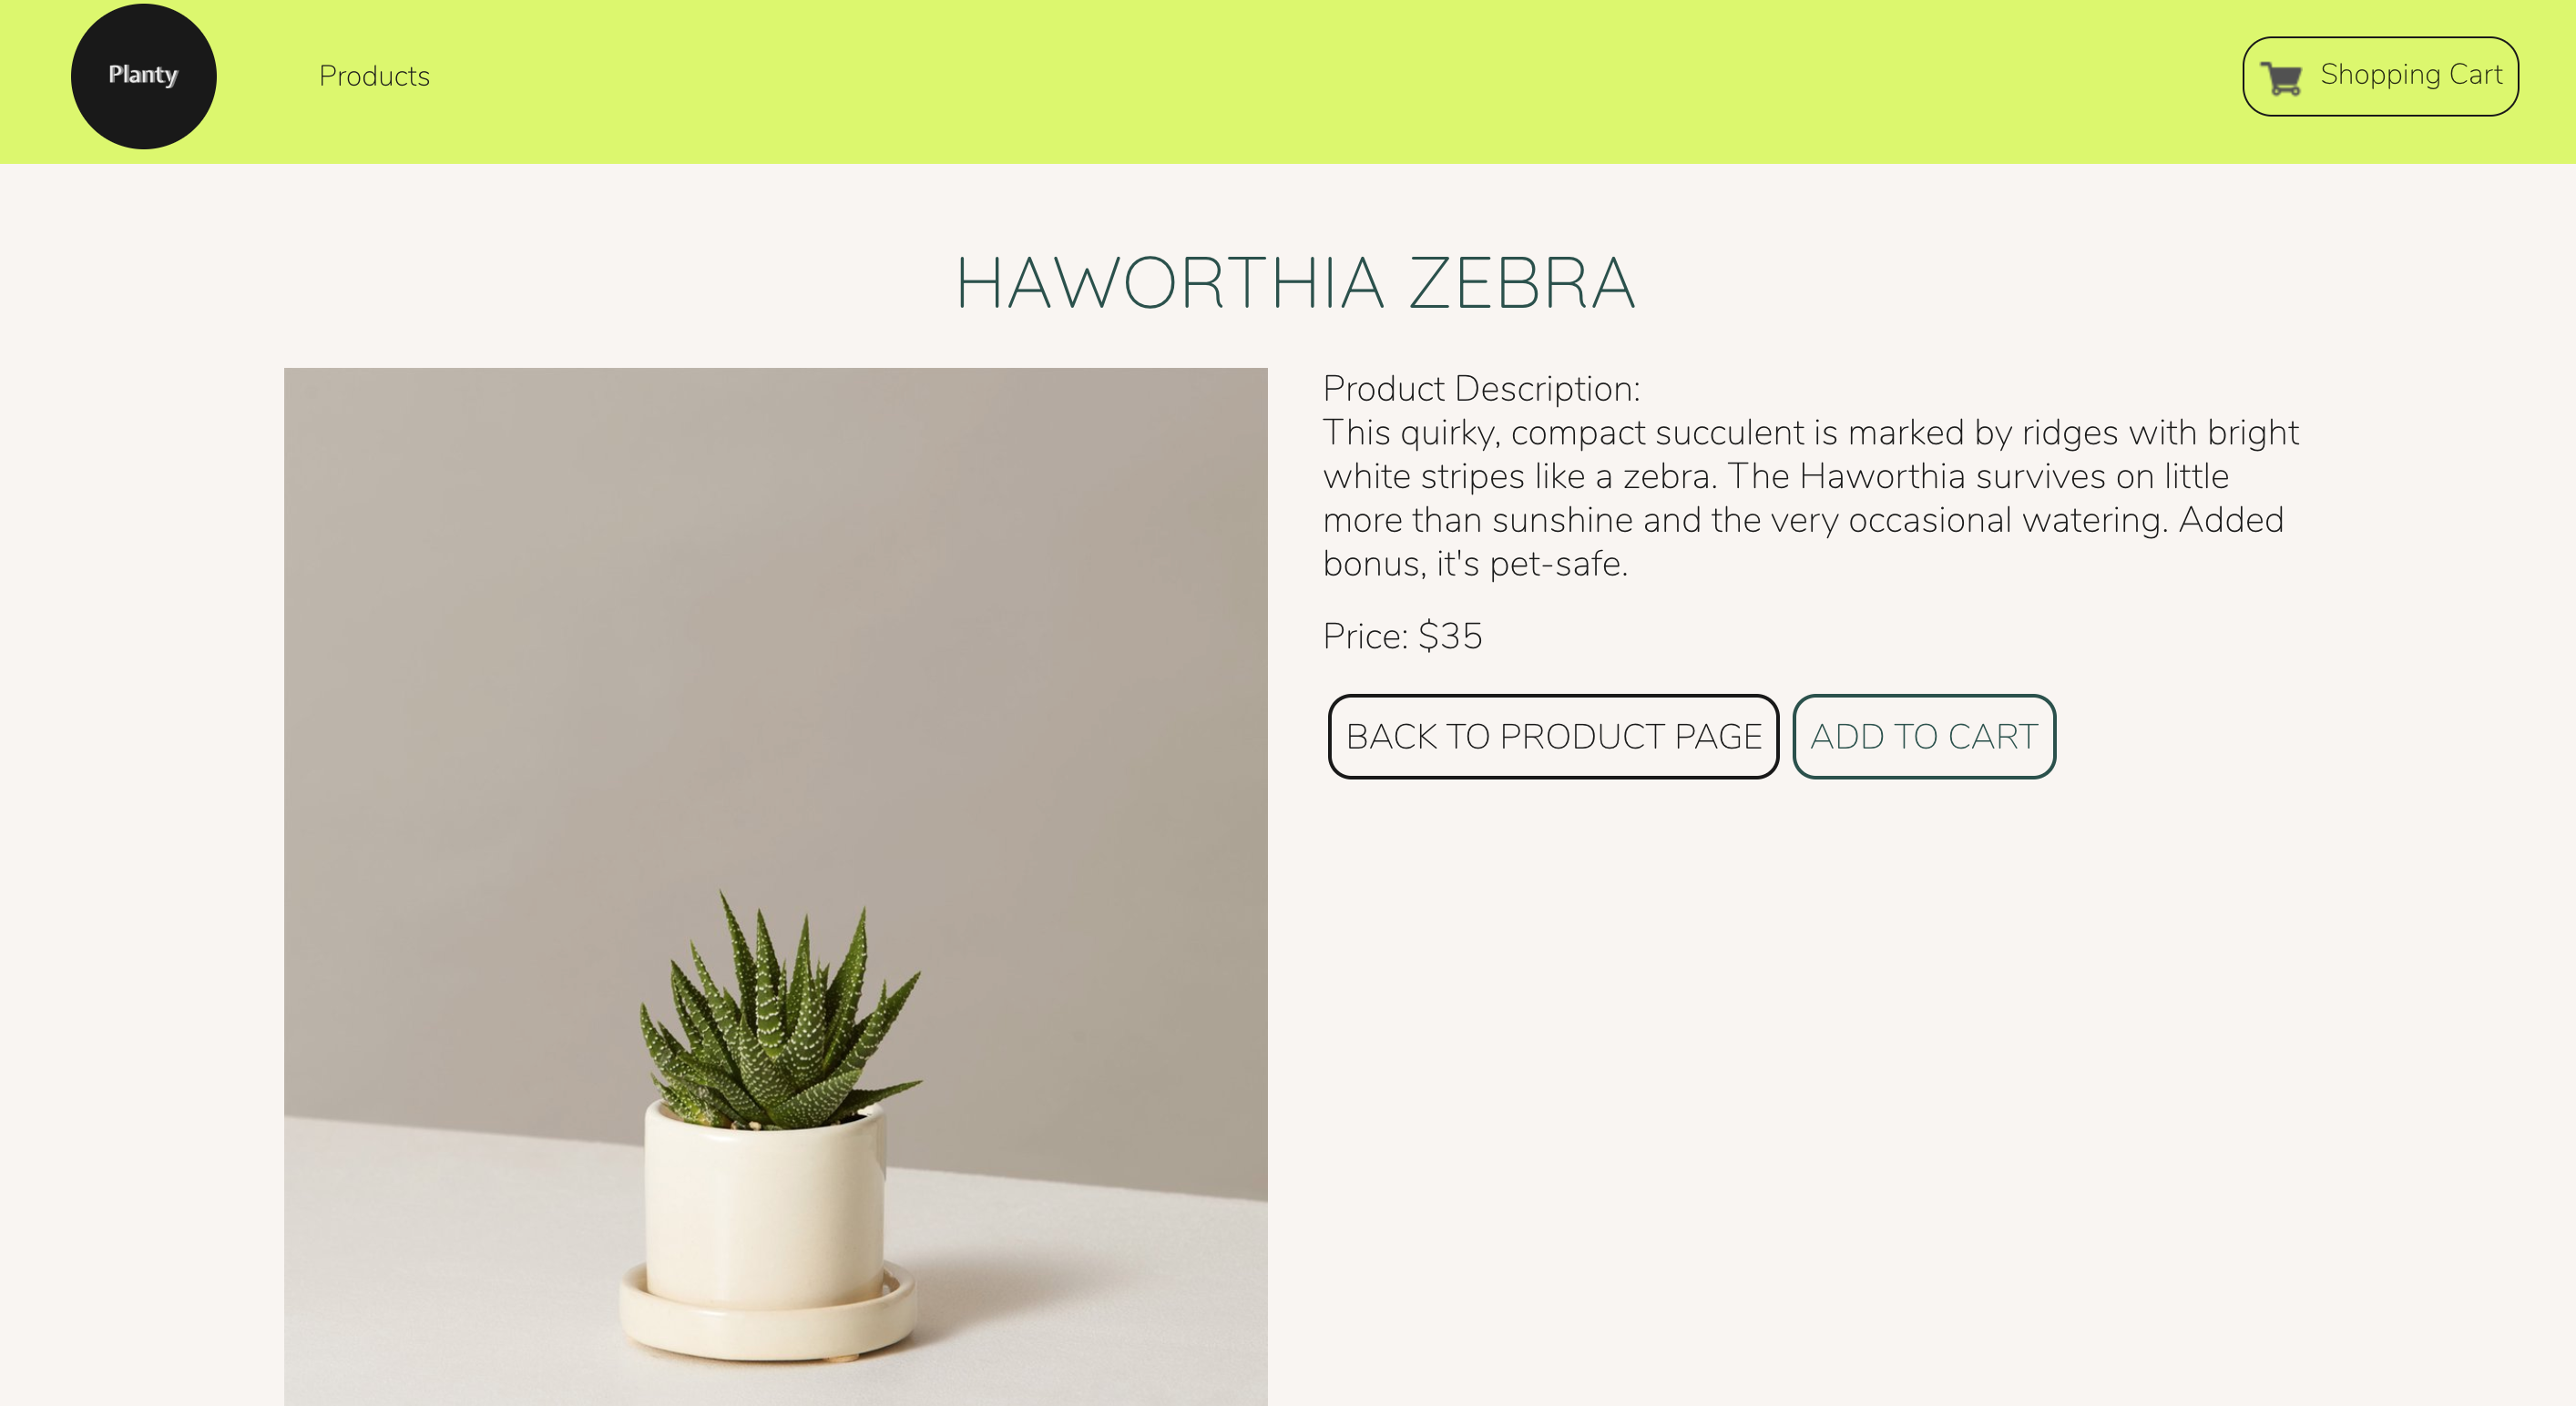 Planty
Products
Shopping Cart
HAWORTHIA ZEBRA
Product Description:
This quirky, compact succulent is marked by ridges with bright
white stripes like a zebra. The Haworthia survives on little
more than sunshine and the very occasional watering. Added
bonus, it's pet-safe.
Price: $35
BACK TO PRODUCT PAGE
ADD TO CART